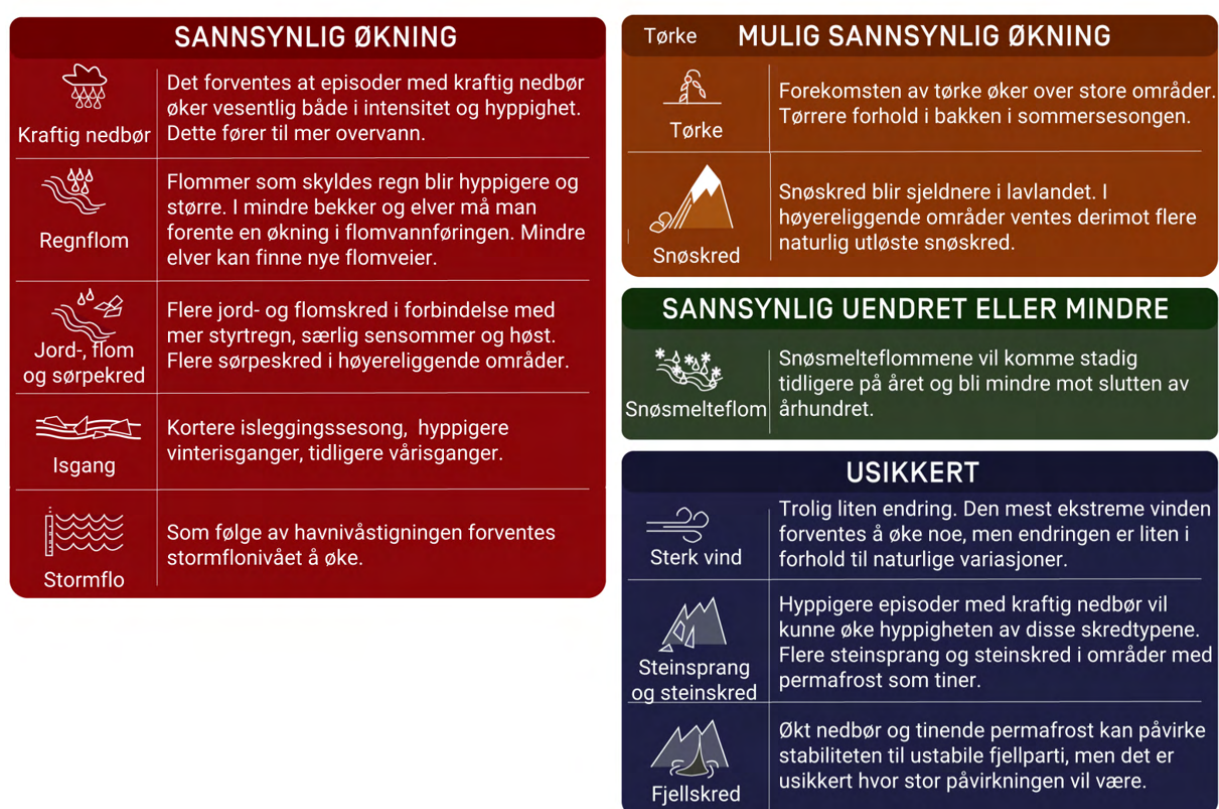 SANNSYNLIG ØKNING
Kraftig nedbør
Det forventes at episoder med kraftig nedbør
øker vesentlig både i intensitet og hyppighet.
Dette fører til mer overvann.
Regnflom
Flommer som skyldes regn blir hyppigere og
større. I mindre bekker og elver må man
forente en økning i flomvannføringen. Mindre
elver kan finne nye flomveier.
Jord-, flom
og sørpekred
Flere jord- og flomskred i forbindelse med
mer styrtregn, særlig sensommer og høst.
Flere sørpeskred i høyereliggende områder.
Isgang
Kortere isleggingssesong, hyppigere
vinterisganger, tidligere vårisganger.
Stormflo
Som følge av havnivåstigningen forventes
stormflonivået å øke.
Tørke
MULIG SANNSYNLIG ØKNING
Tørke
Forekomsten av tørke øker over store områder.
Tørrere forhold i bakken i sommersesongen.
Snøskred
Snøskred blir sjeldnere i lavlandet. I
høyereliggende områder ventes derimot flere
naturlig utløste snøskred.
SANNSYNLIG UENDRET ELLER MINDRE
Snøsmelteflom
Snøsmelteflommene vil komme stadig
tidligere på året og bli mindre mot slutten av
århundret.
USIKKERT
Sterk vind
Trolig liten endring. Den mest ekstreme vinden
forventes å øke noe, men endringen er liten i
forhold til naturlige variasjoner.
Steinsprang
og steinskred
Hyppigere episoder med kraftig nedbør vil
kunne øke hyppigheten av disse skredtypene.
Flere steinsprang og steinskred i områder med
permafrost som tiner.
Fjellskred
Økt nedbør og tinende permafrost kan påvirke
stabiliteten til ustabile fjellparti, men det er
usikkert hvor stor påvirkningen vil være.